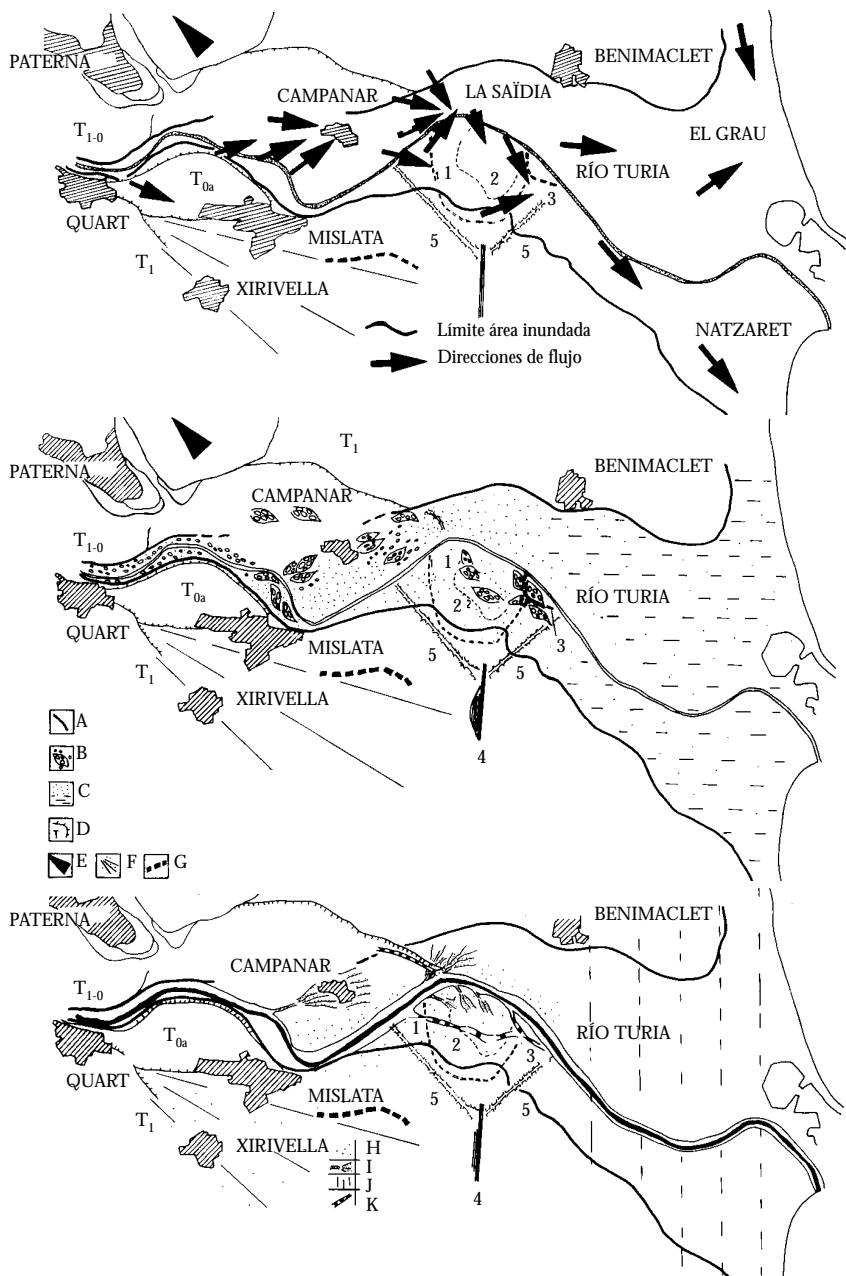 BENIMACLET
PATERNA
CAMPANAR
LA SAÏDIA
T1-0
EL GRAU
T0a
1
2
RÍO TURIA
3
QUART
MISLATA
5
5
T1
XIRIVELLA
Límite área inundada
NATZARET
Direcciones de flujo
T1
PATERNA
BENIMACLET
CAMPANAR
T1-0
1
T0a
2
RÍO TURIA
QUART
3
MISLATA
5
5
T1
XIRIVELLA
A
B
4
C
D
E F G
PATERNA
BENIMACLET
CAMPANAR
T1-0
1
RÍO TURIA
T0a
2
3
QUART
MISLATA
5
5
T1
XIRIVELLA
H
I
J
4
K